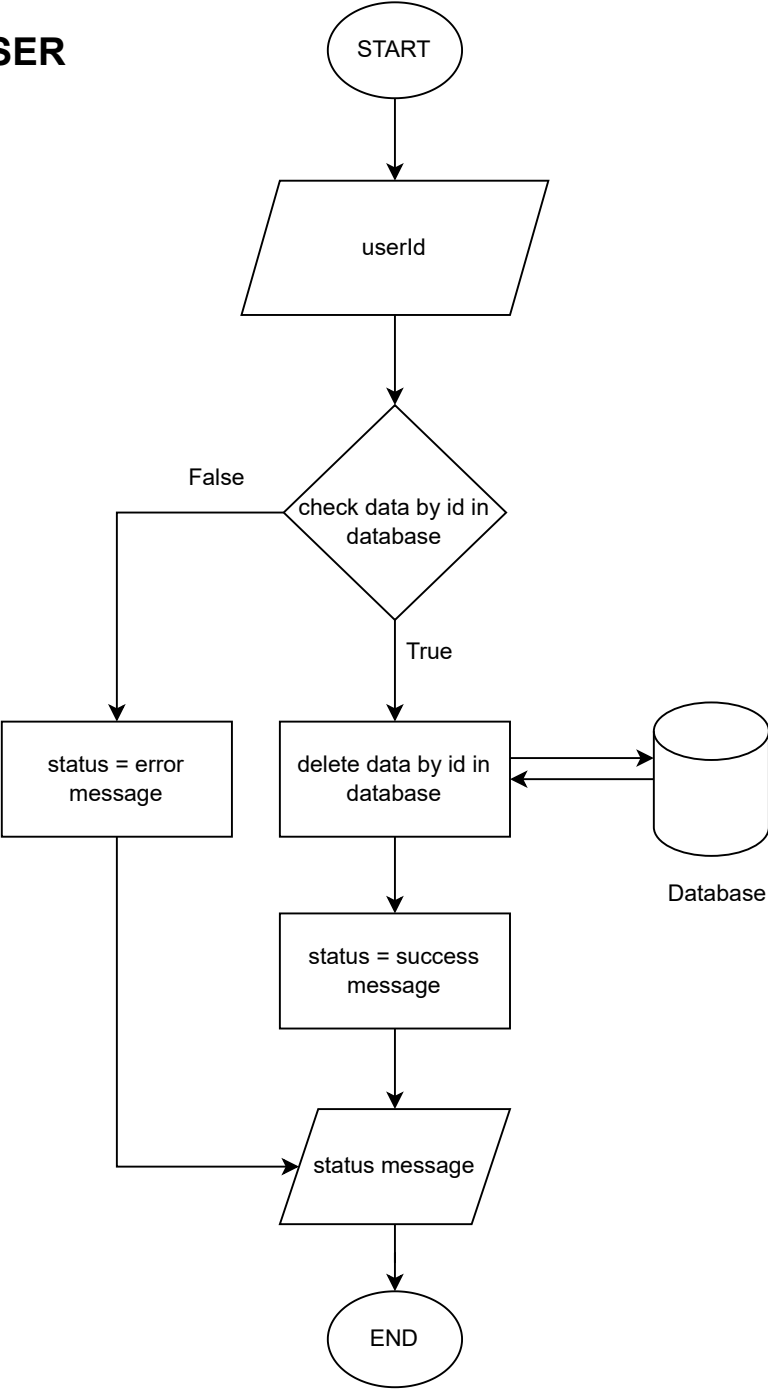 SER
START
userId
False
check data by id in
database
True
status = error
message
delete data by id in
database
Database
status = success
message
status message
END